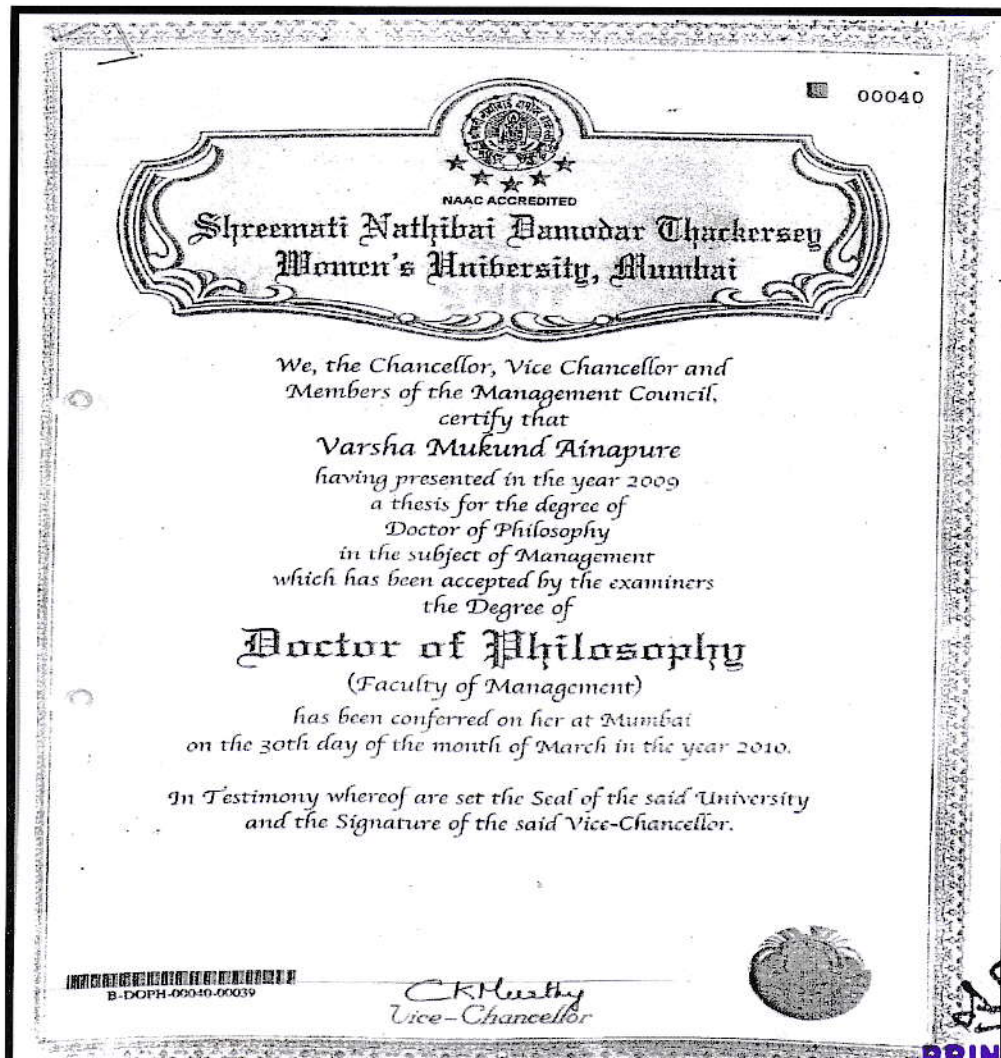 00040
NAAC ACCREDITED
Shreemati Nathibai Damodar Thackersey
Women's University, Mumbai
We, the Chancellor, Vice Chancellor and
Members of the Management Council,
certify that
Varsha Mukund Ainapure
having presented in the year 2009
a thesis for the degree of
Doctor of Philosophy
in the subject of Management
which has been accepted by the examiners
the Degree of
Doctor of Philosophy
(Faculty of Management)
has been conferred on her at Mumbai
on the 30th day of the month of March in the year 2010.
In Testimony whereof are set the Seal of the said University
and the Signature of the said Vice-Chancellor.
B-DOPH-00040-00039
CKMurthy
Vice-Chancellor
PRIN